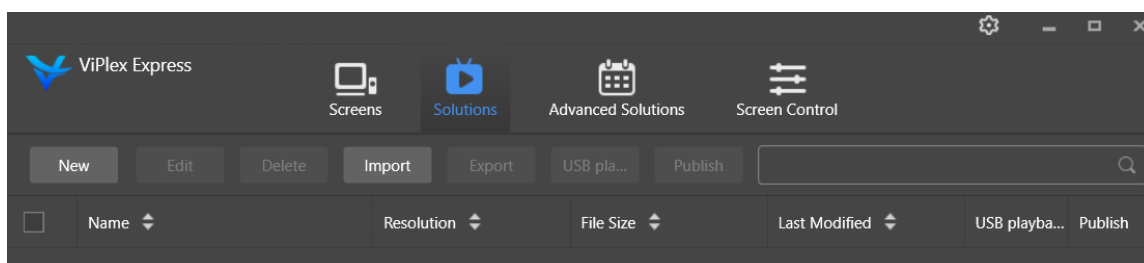 ViPlex Express
Screens Solutions Advanced Solutions Screen Control
New Edit Delete Import Export USB pla... Publish
Name Resolution File Size Last Modified USB playba... Publish